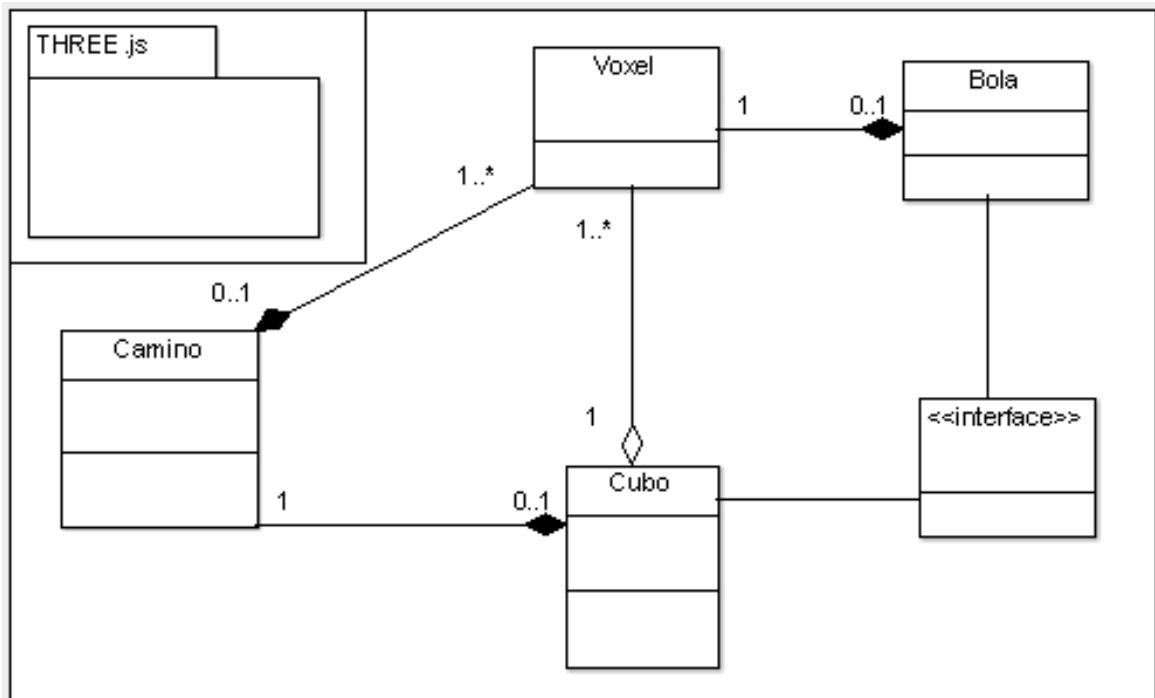 THREE.js
Voxel
Bola
1
0..1
1..*
1..*
0..1
Camino
1
<<interface>>
Cubo
1
0..1